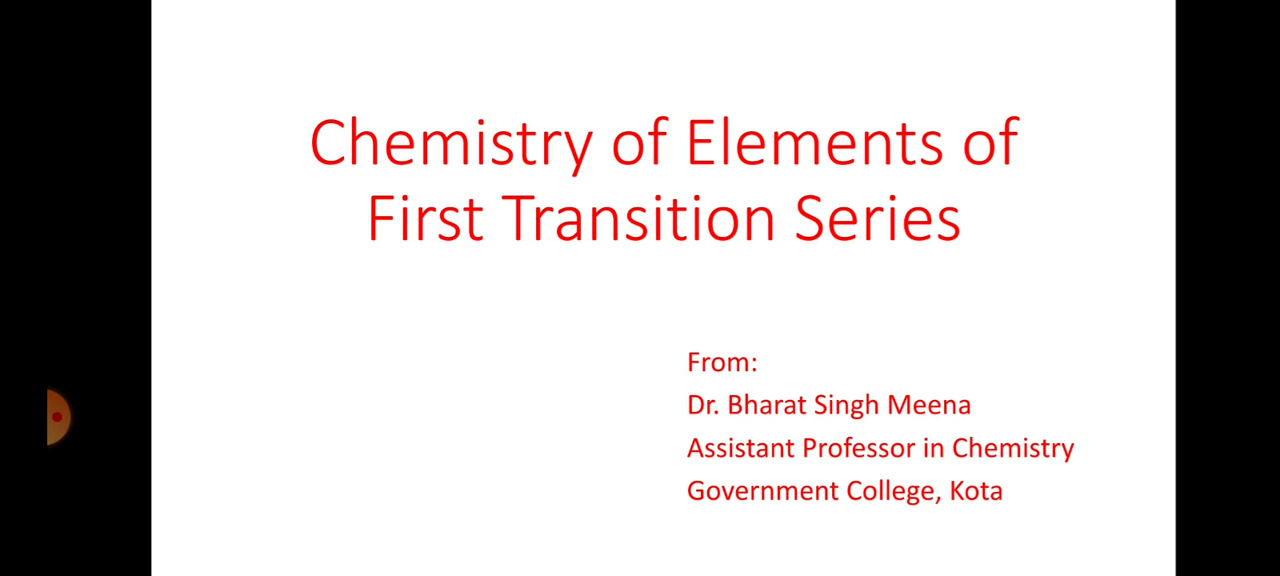 Chemistry of Elements of
First Transition Series
From:
Dr. Bharat Singh Meena
Assistant Professor in Chemistry
Government College, Kota